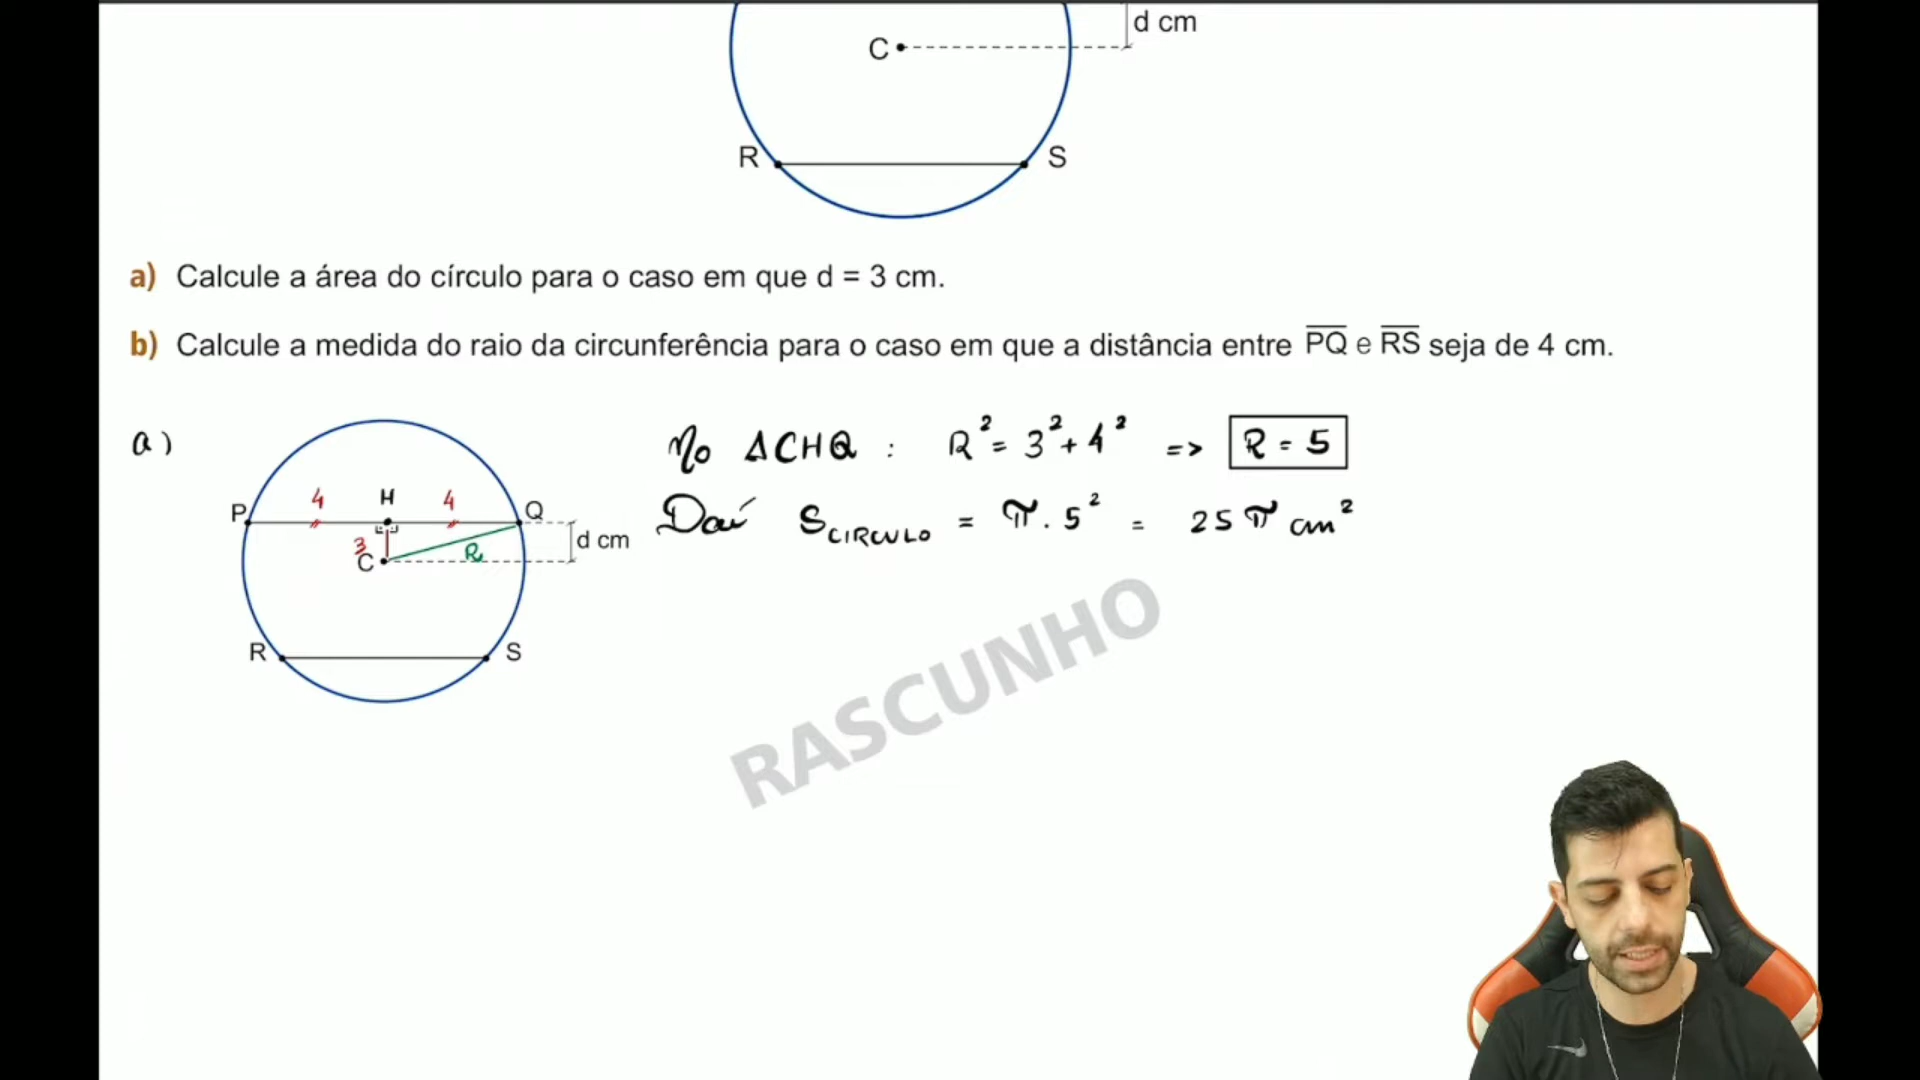 d cm
C
R S
a) Calcule a área do círculo para o caso em que d = 3 cm.
b) Calcule a medida do raio da circunferência para o caso em que a distância entre PQ e RS seja de 4 cm.
a)
No ΔCHQ : R² = 3² + 4² => R = 5
P 4 H 4 Q
Daí S CÍRCULO = π . 5² = 25 π cm²
3 C R d cm
R S
RASCUNHO